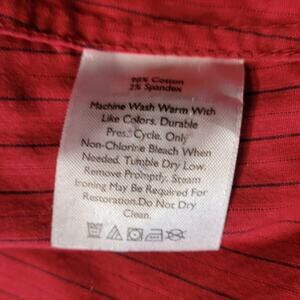 98% Cotton
2% Spandex
Machine Wash Warm With
Like Colors, Durable
Press Cycle. Only
Non-Chlorine Bleach When
Needed. Tumble Dry Low.
Remove Promptly. Steam
Ironing May Be Required For
Restoration.Do Not Dry
Clean.